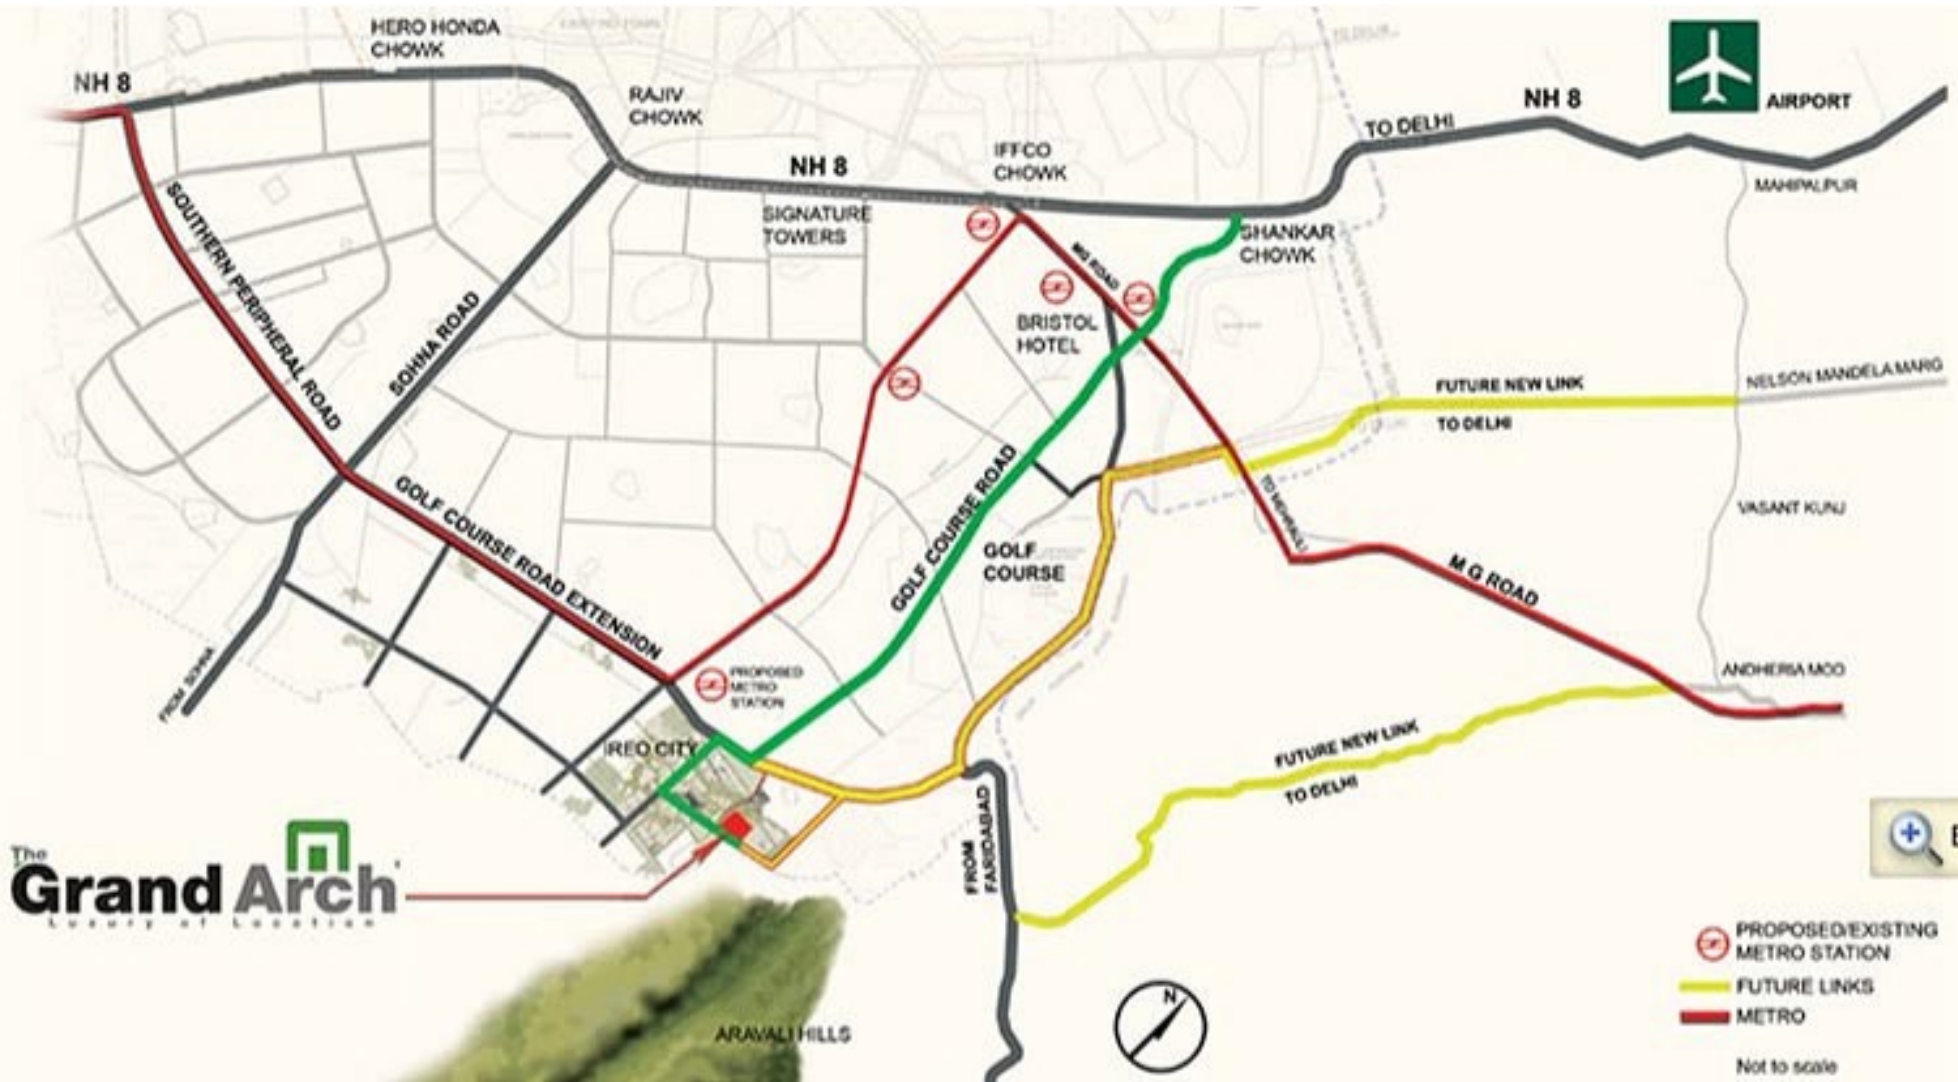 HERO HONDA
CHOWK
NH 8
RAJIV
CHOWK
NH 8
IFFCO
CHOWK
TO DELHI
NH 8
AIRPORT
MAHIPALPUR
SIGNATURE
TOWERS
SHANKAR
CHOWK
MG ROAD
SOUTHERN PERIPHERAL ROAD
SOHNA ROAD
BRISTOL
HOTEL
FUTURE NEW LINK
TO DELHI
NELSON MANDELA MARG
GOLF COURSE ROAD EXTENSION
GOLF COURSE ROAD
GOLF
COURSE
TO MEHRAULI
VASANT KUNJ
M G ROAD
FROM SOHNA
PROPOSED
METRO
STATION
ANDHERIA MOD
IREO CITY
FUTURE NEW LINK
TO DELHI
FROM
FARIDABAD
The
Grand Arch
Luxury of Location
E
PROPOSED/EXISTING
METRO STATION
FUTURE LINKS
METRO
N
ARAVALI HILLS
Not to scale